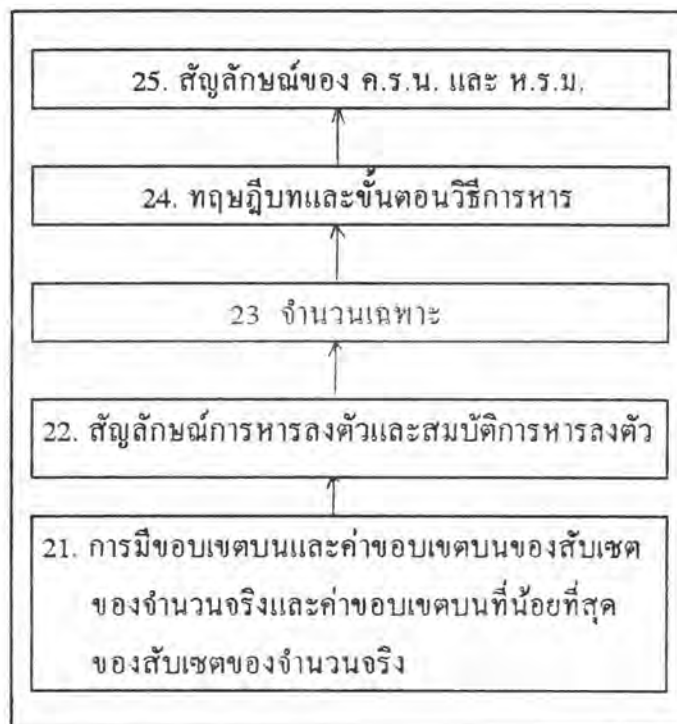 25. สัญลักษณ์ของ ค.ร.น. และ ห.ร.ม.
24. ทฤษฎีบทและขั้นตอนวิธีการหาร
23 จำนวนเฉพาะ
22. สัญลักษณ์การหารลงตัวและสมบัติการหารลงตัว
21. การมีขอบเขตบนและค่าขอบเขตบนของสับเซต
ของจำนวนจริงและค่าขอบเขตบนที่น้อยที่สุด
ของสับเซตของจำนวนจริง